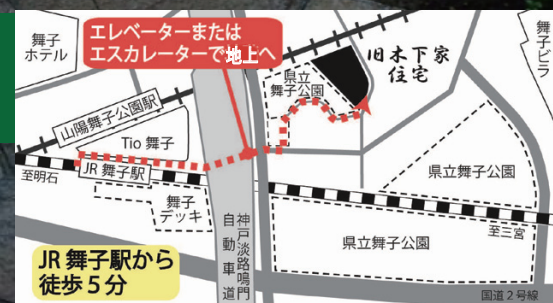 舞子
ホテル
エレベーターまたは
エスカレーターで地上へ
旧木下家
住宅
舞子ビラ
県立
舞子公園
山陽舞子公園駅
Tio 舞子
JR 舞子駅
至明石
舞子
デッキ
神戸淡路鳴門
自動車道
県立舞子公園
至三宮
県立舞子公園
JR 舞子駅から
徒歩 5 分
国道 2 号線